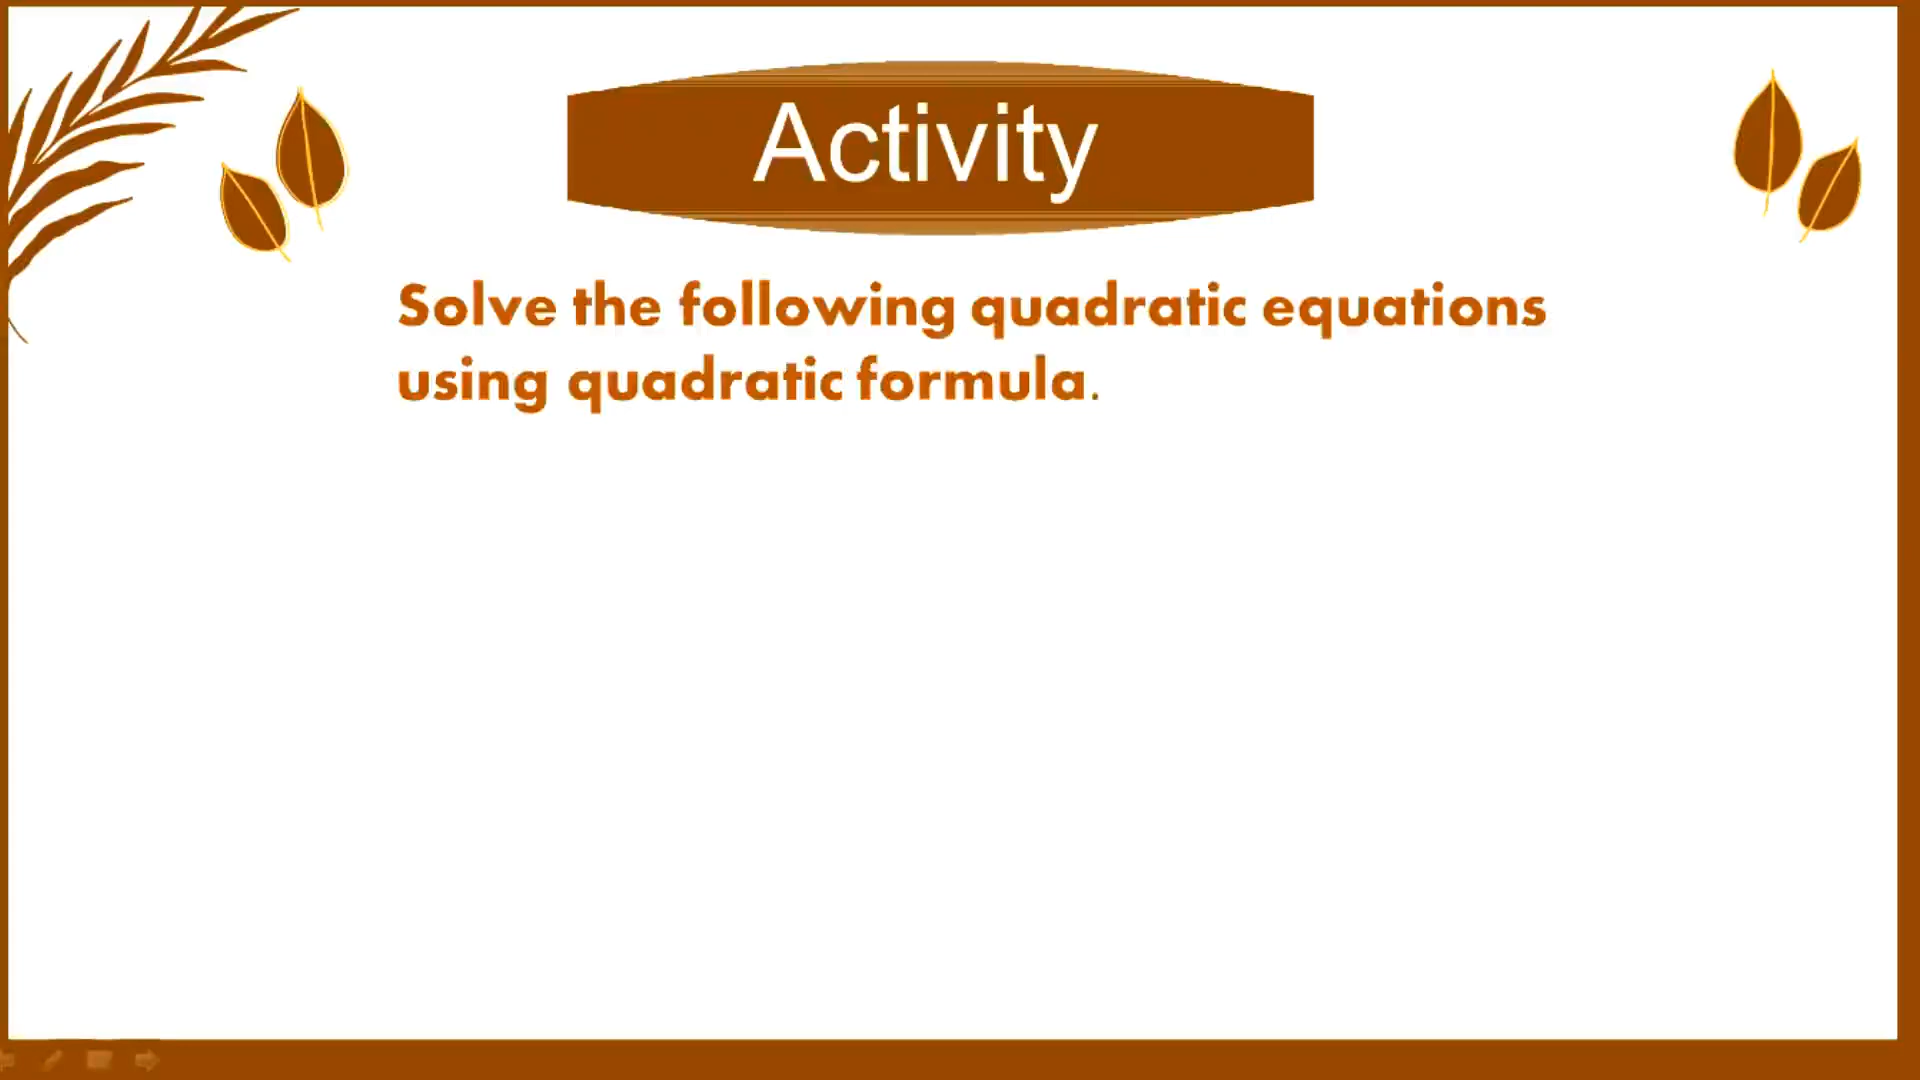 Activity
Solve the following quadratic equations
using quadratic formula.